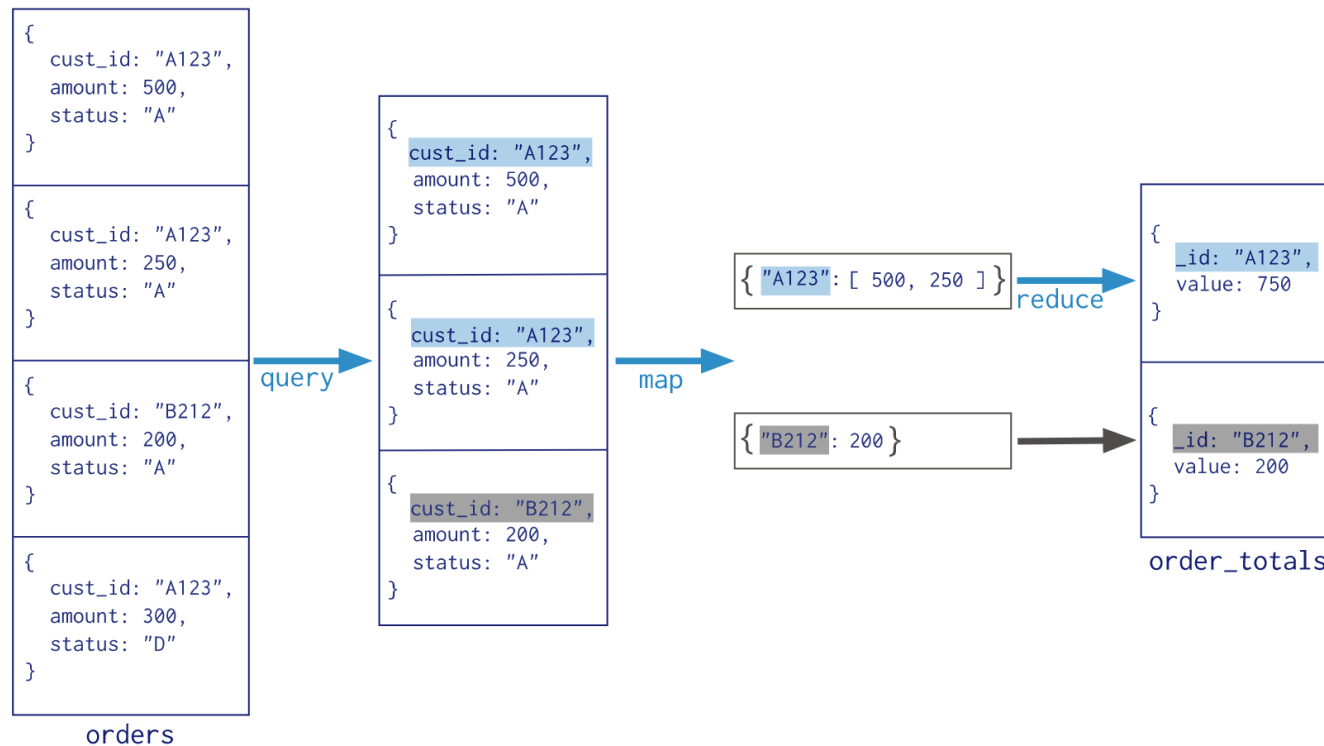 {
cust_id: "A123",
amount: 500,
status: "A"
}
{
cust_id: "A123",
amount: 250,
status: "A"
}
{
cust_id: "B212",
amount: 200,
status: "A"
}
{
cust_id: "A123",
amount: 300,
status: "D"
}
orders
query
{
cust_id: "A123",
amount: 500,
status: "A"
}
{
cust_id: "A123",
amount: 250,
status: "A"
}
{
cust_id: "B212",
amount: 200,
status: "A"
}
map
{ "A123": [ 500, 250 ] }
{ "B212": 200 }
reduce
{
_id: "A123",
value: 750
}
{
_id: "B212",
value: 200
}
order_totals